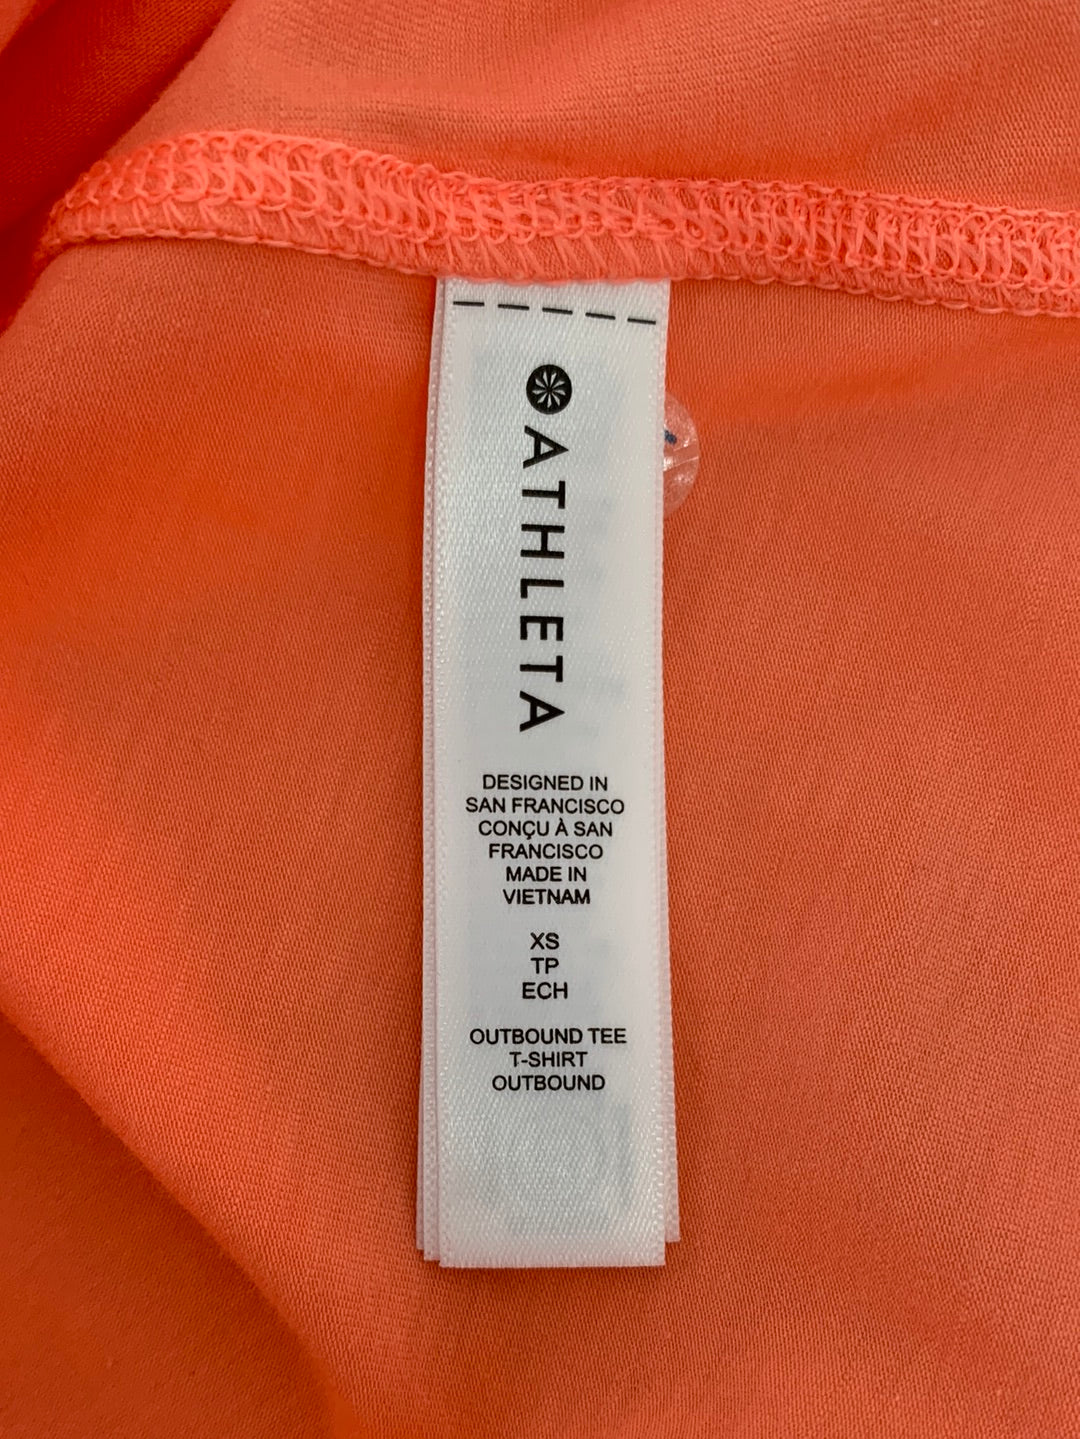 ATHLETA
DESIGNED IN
SAN FRANCISCO
CONÇU À SAN
FRANCISCO
MADE IN
VIETNAM
XS
TP
ECH
OUTBOUND TEE
T-SHIRT
OUTBOUND